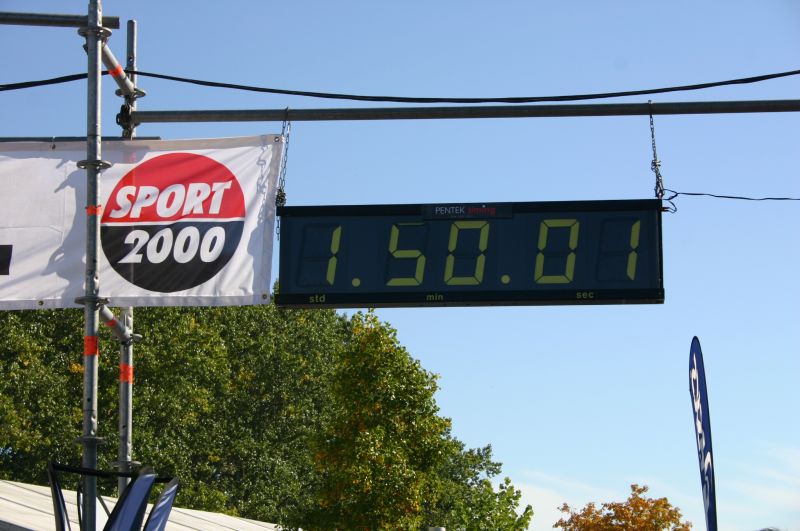 SPORT
2000
PENTEK timing
1.50.01
std min sec